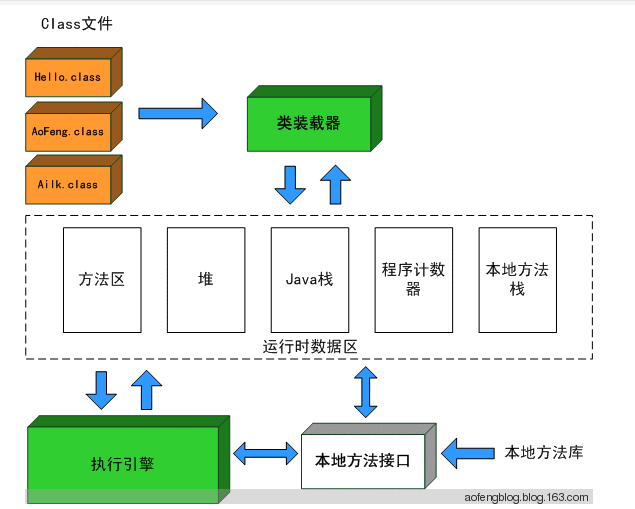 Class文件
Hello.class
AoFeng.class
Ailk.class
类装载器
方法区
堆
Java栈
程序计数
器
本地方法
栈
运行时数据区
执行引擎
本地方法接口
本地方法库
aofengblog.blog.163.com